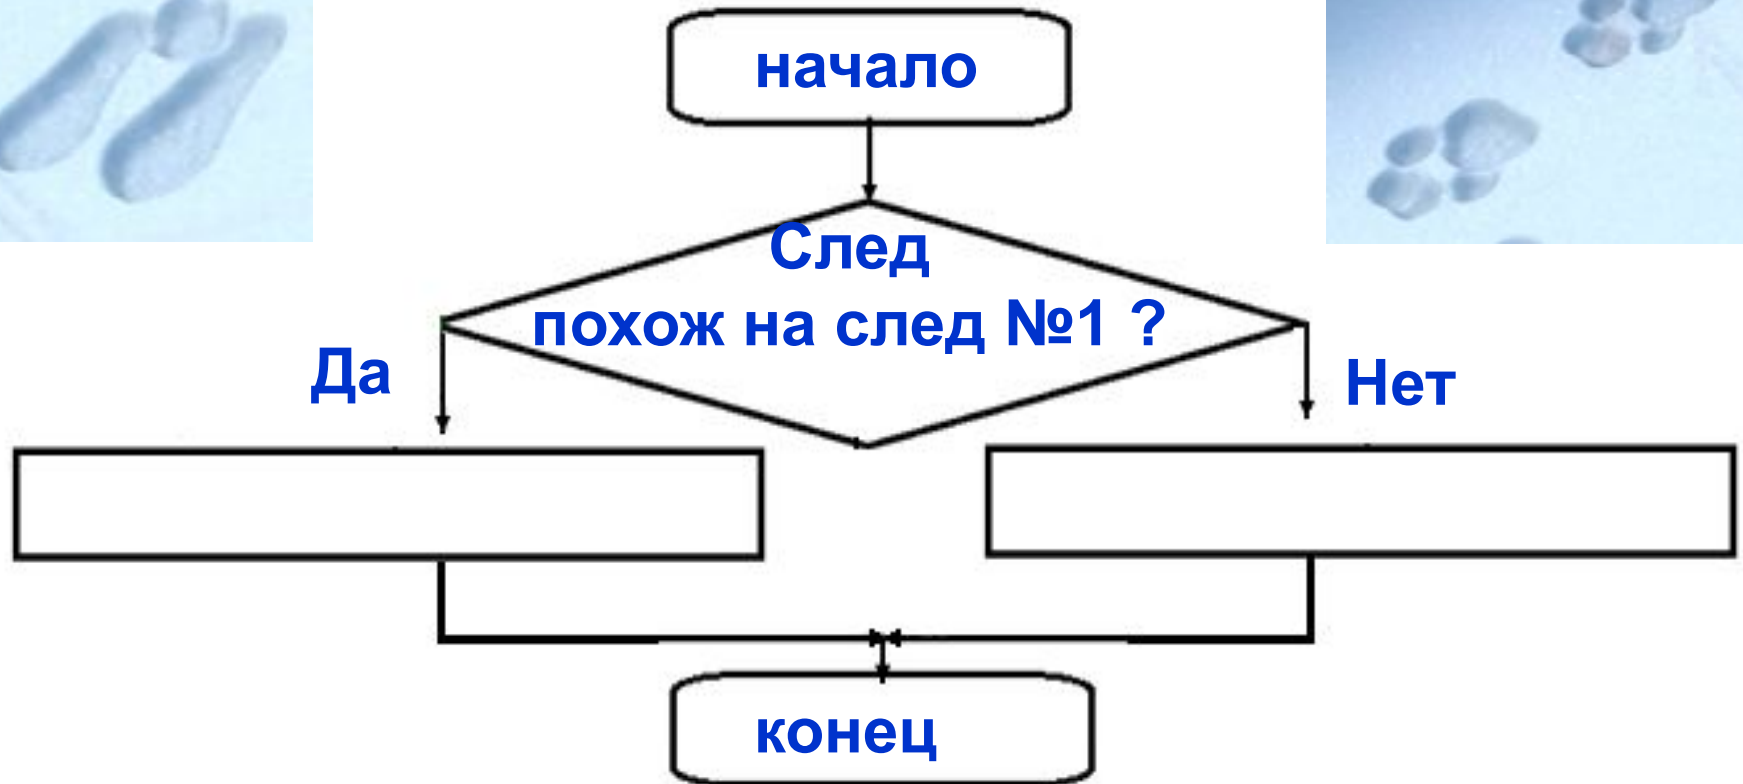 начало
След
похож на след №1 ?
Да
Нет
конец